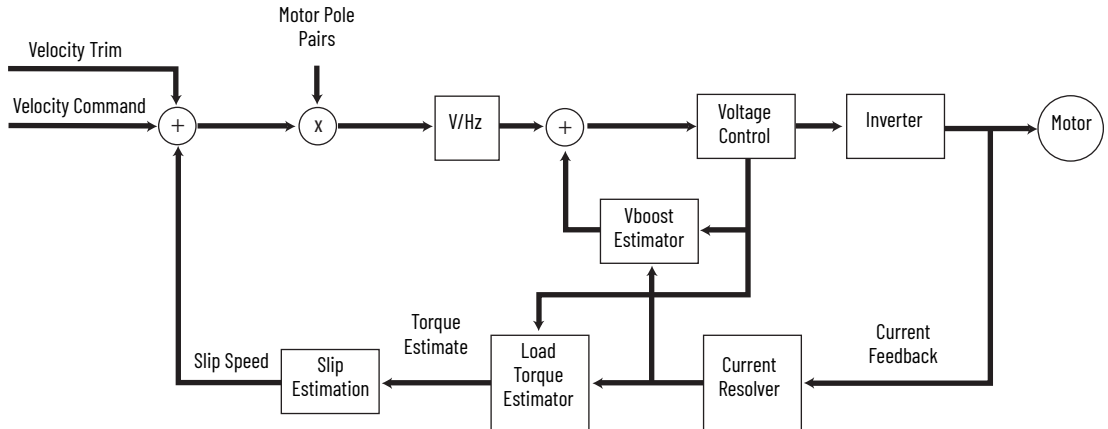 Motor Pole
Pairs
Velocity Trim
Velocity Command
+
x
V/Hz
+
Voltage
Control
Inverter
Motor
Vboost
Estimator
Torque
Estimate
Current
Feedback
Slip Speed
Slip
Estimation
Load
Torque
Estimator
Current
Resolver